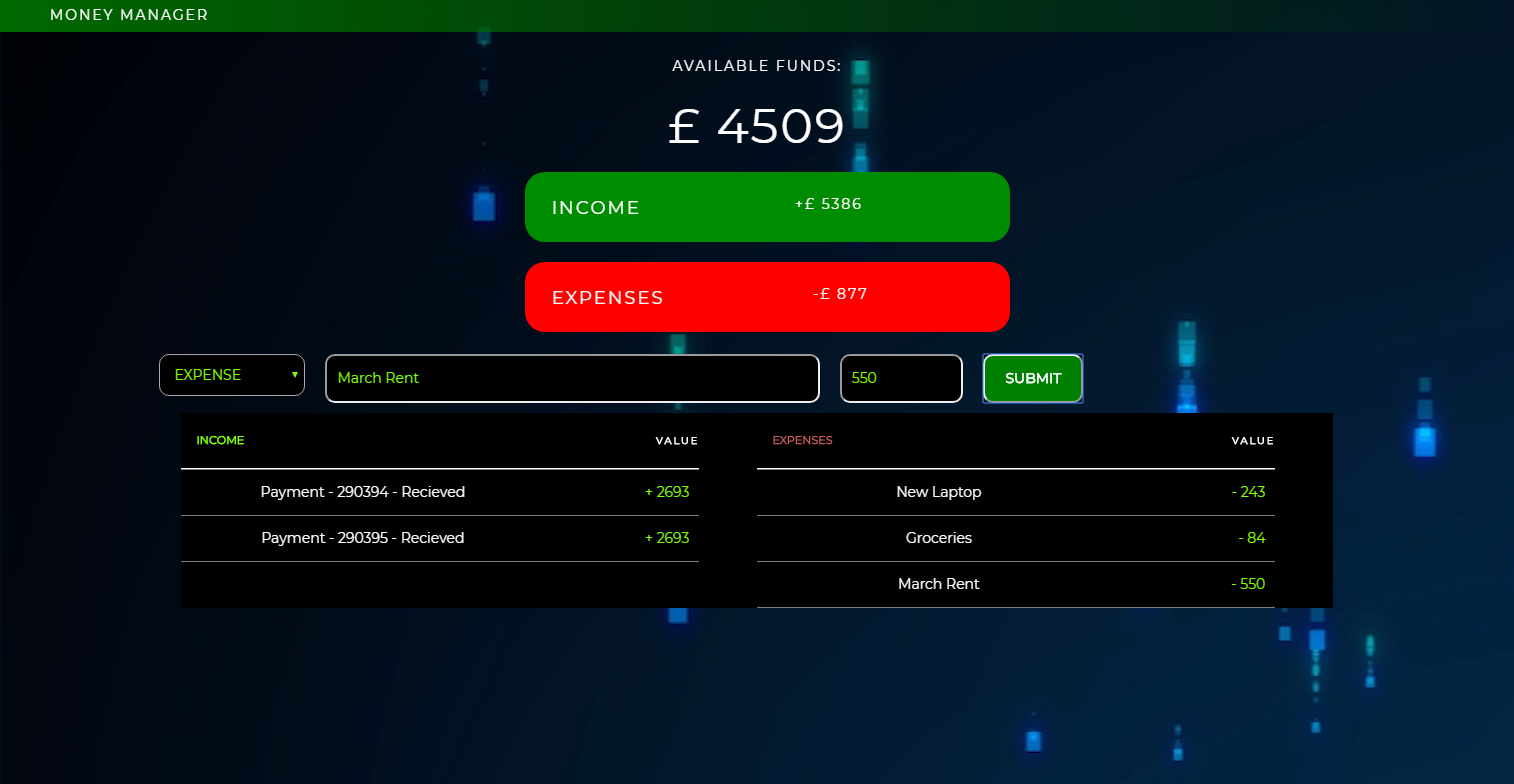 MONEY MANAGER
AVAILABLE FUNDS:
£ 4509
INCOME +£ 5386
EXPENSES -£ 877
EXPENSE ▾ March Rent 550 SUBMIT
INCOME VALUE EXPENSES VALUE
Payment - 290394 - Recieved + 2693 New Laptop - 243
Payment - 290395 - Recieved + 2693 Groceries - 84
March Rent - 550